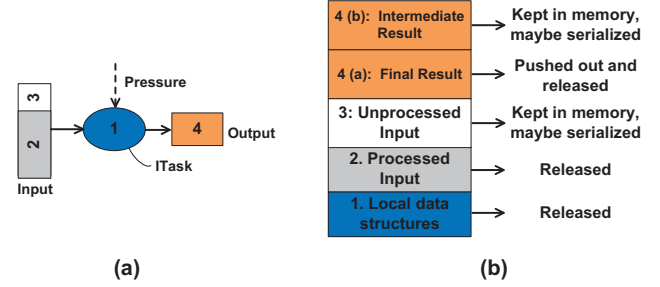 Pressure
3
2
1
4
Output
ITask
Input
(a)
4 (b): Intermediate
Result
Kept in memory,
maybe serialized
4 (a): Final Result
Pushed out and
released
3: Unprocessed
Input
Kept in memory,
maybe serialized
2. Processed
Input
Released
1. Local data
structures
Released
(b)